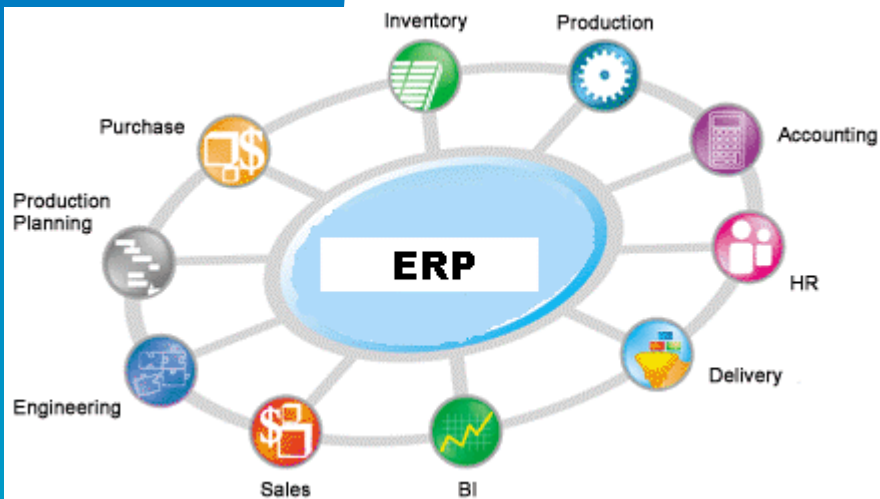 Inventory
Production
Purchase
Accounting
Production
Planning
ERP
HR
Delivery
Engineering
Sales
BI